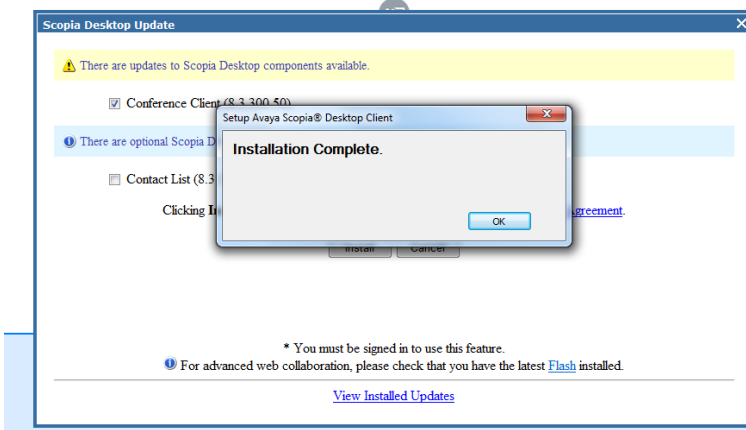 Scopia Desktop Update
There are updates to Scopia Desktop components available.
Conference Client (8.3.300.50)
Setup Avaya Scopia® Desktop Client
Installation Complete.
There are optional Scopia
Contact List (8.3
OK
Clicking
greement.
Install Cancel
* You must be signed in to use this feature.
For advanced web collaboration, please check that you have the latest Flash installed.
View Installed Updates